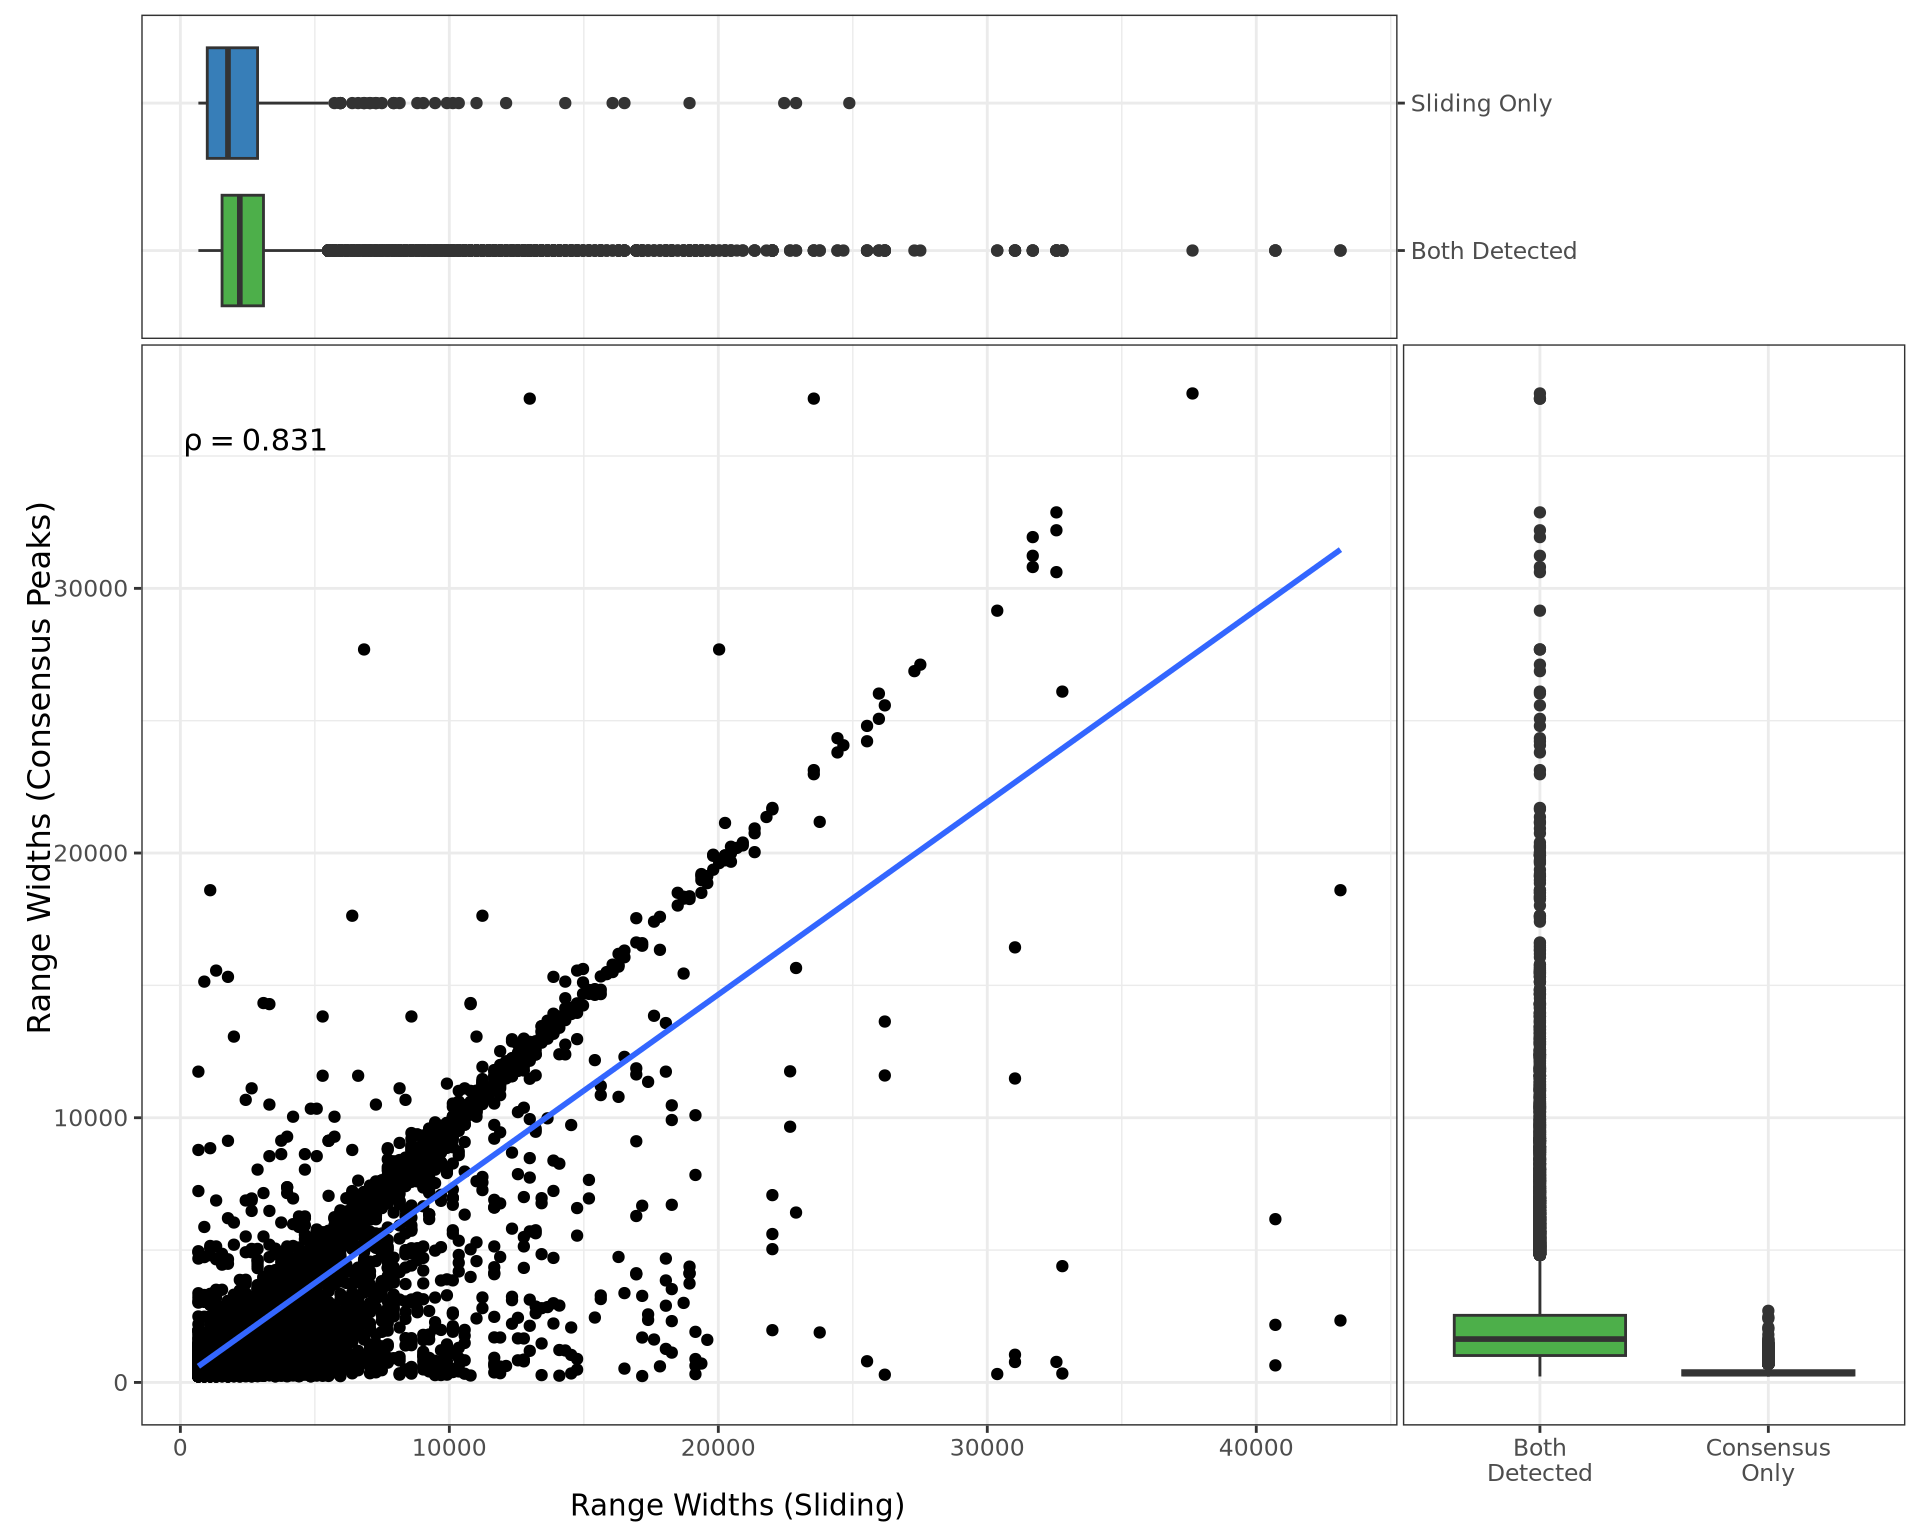 Sliding Only
Both Detected
ρ = 0.831
Range Widths (Consensus Peaks)
30000
20000
10000
0
0 10000 20000 30000 40000
Range Widths (Sliding)
Both
Detected
Consensus
Only